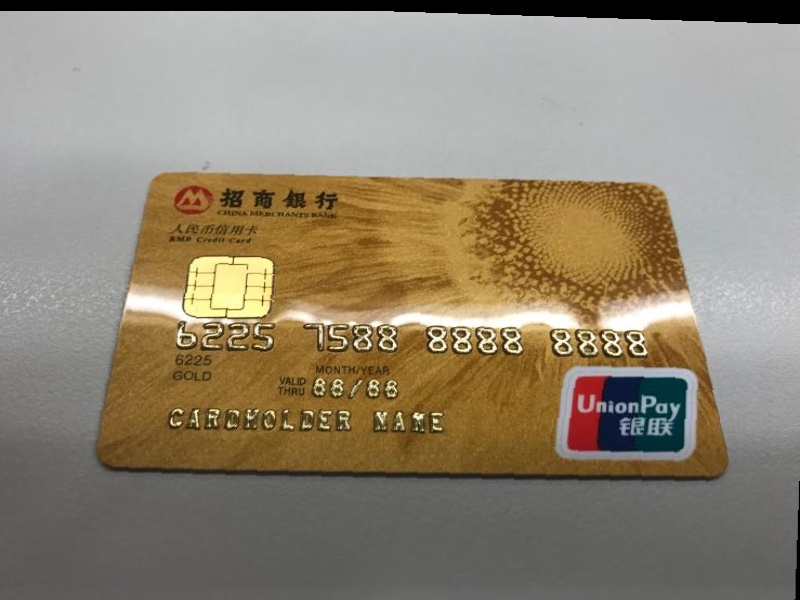 招商银行
CHINA MERCHANTS BANK
人民币信用卡
RMB Credit Card
6225 7588 8888 8888
6225
GOLD
MONTH/YEAR
VALID THRU 88/88
CARDHOLDER NAME
UnionPay
银联